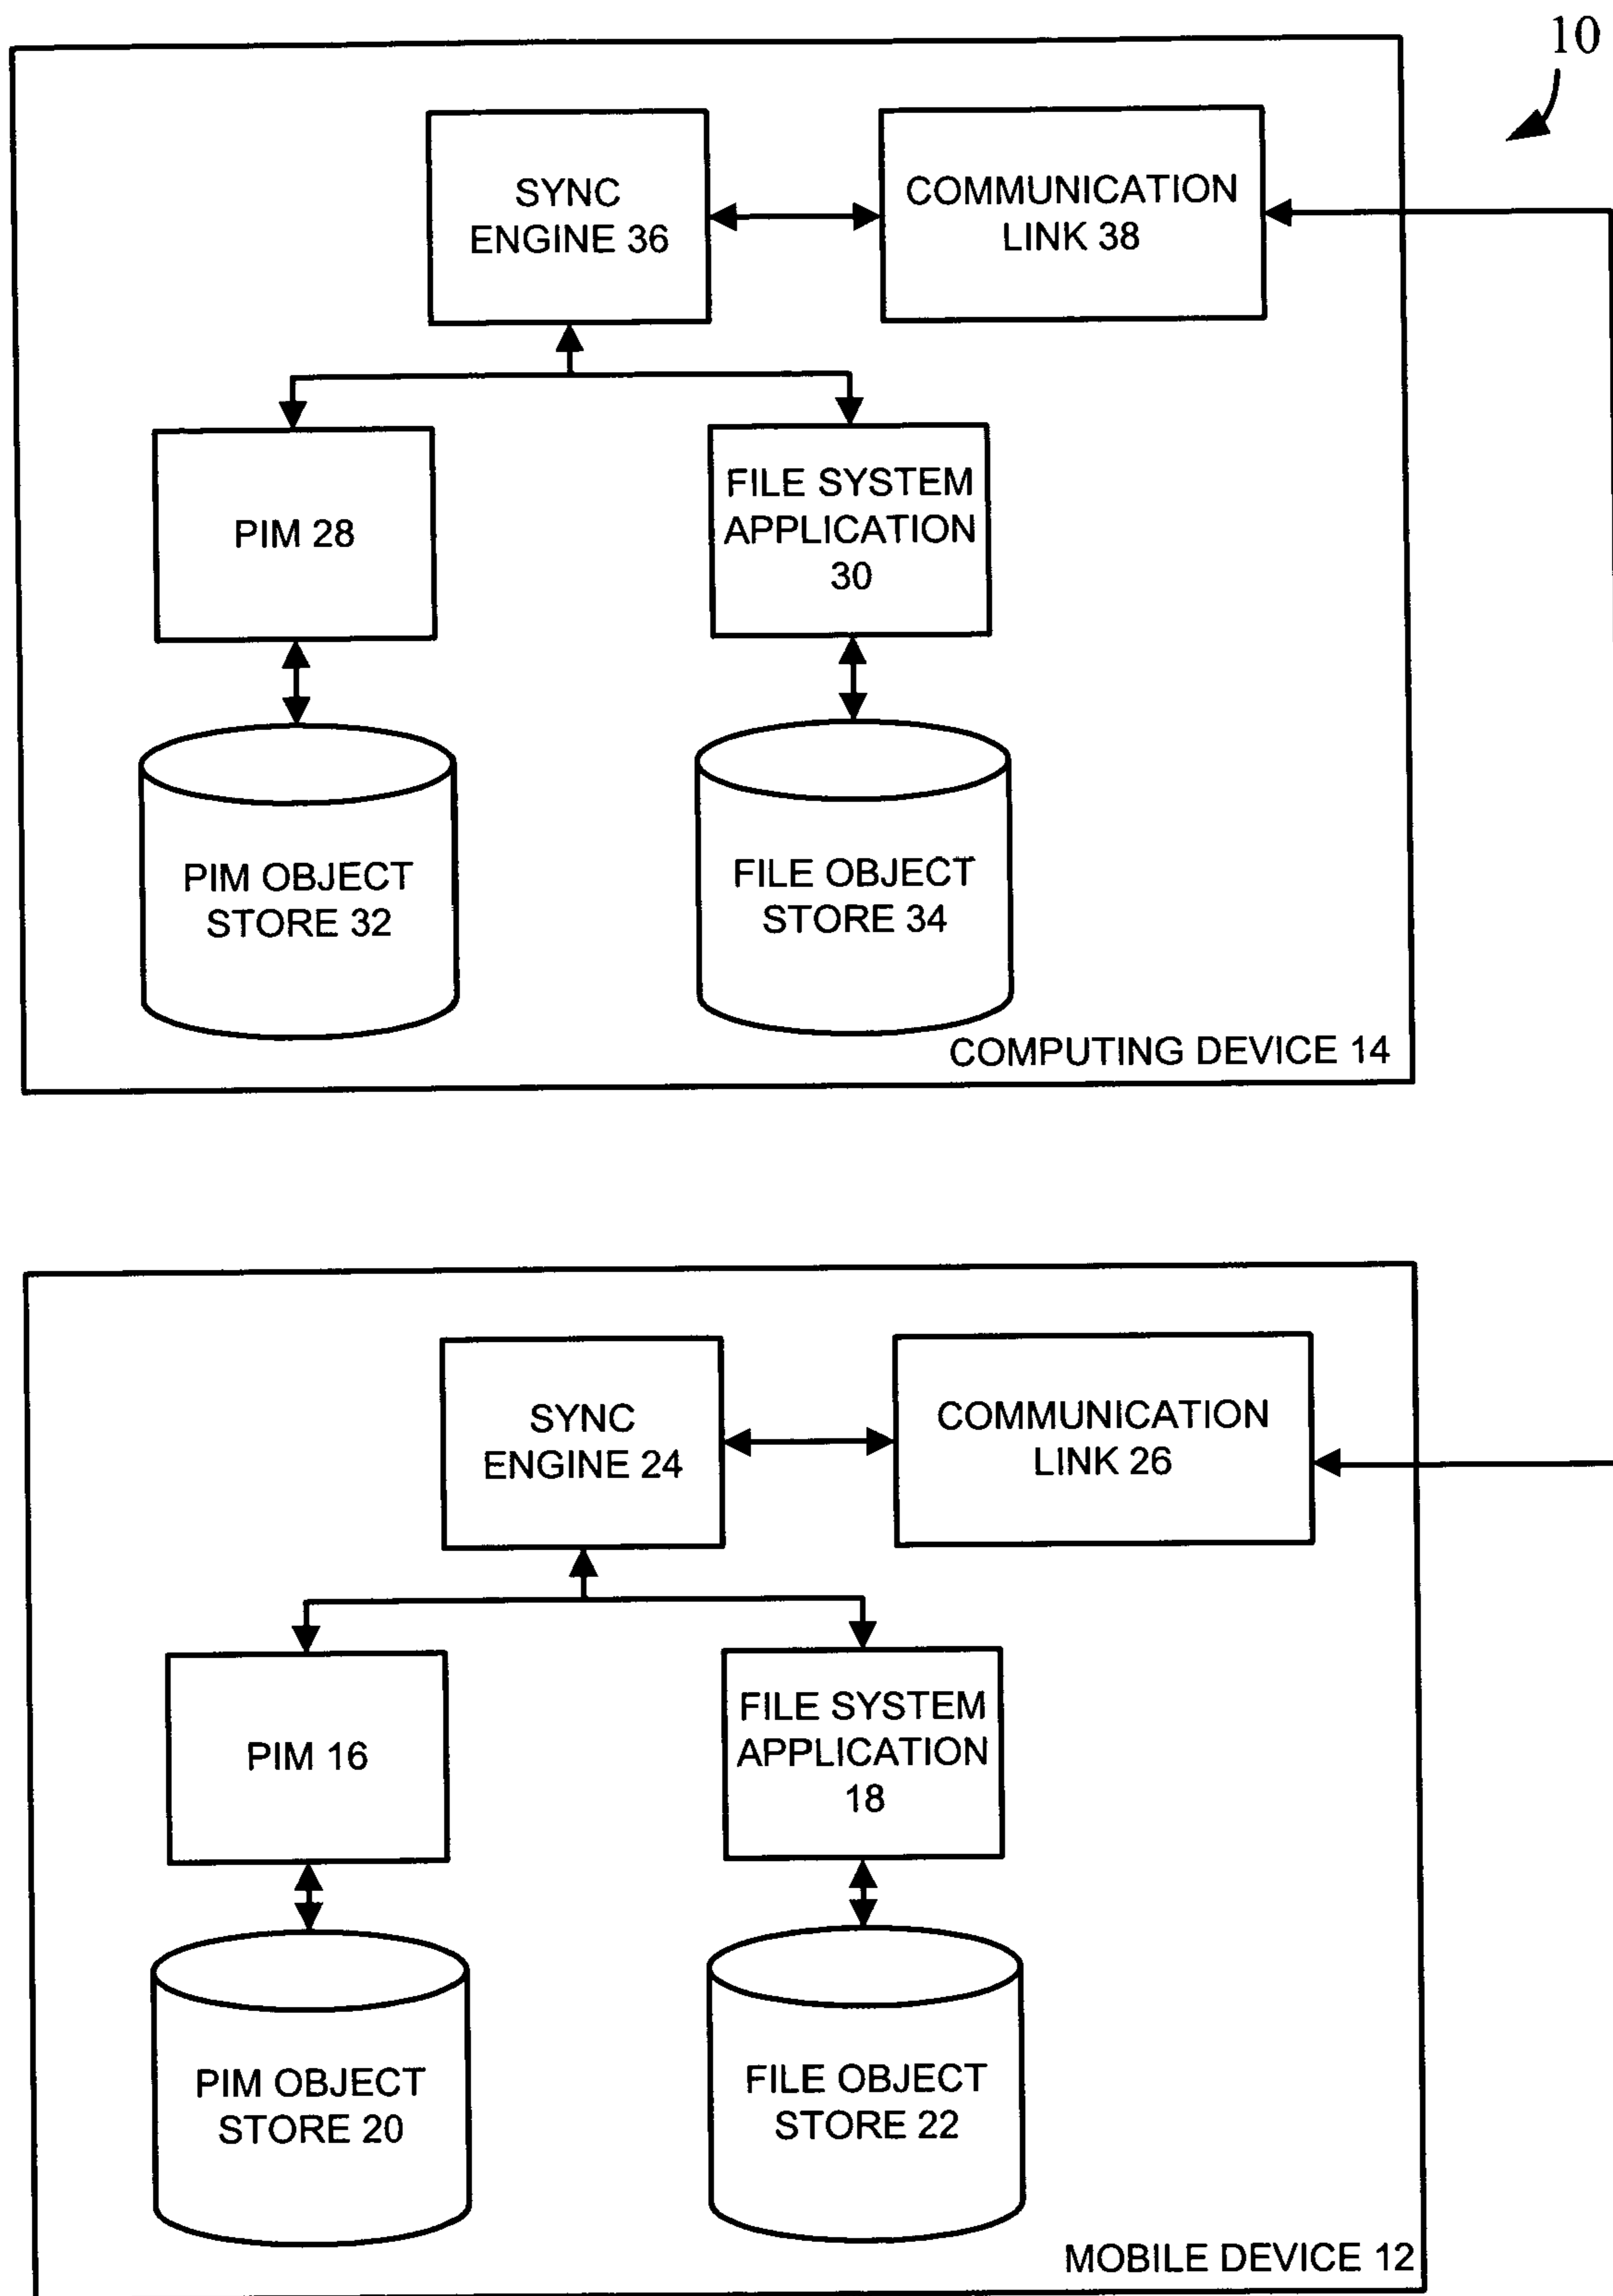 10
SYNC
ENGINE 36
COMMUNICATION
LINK 38
PIM 28
FILE SYSTEM
APPLICATION
30
PIM OBJECT
STORE 32
FILE OBJECT
STORE 34
COMPUTING DEVICE 14
SYNC
ENGINE 24
COMMUNICATION
LINK 26
PIM 16
FILE SYSTEM
APPLICATION
18
PIM OBJECT
STORE 20
FILE OBJECT
STORE 22
MOBILE DEVICE 12